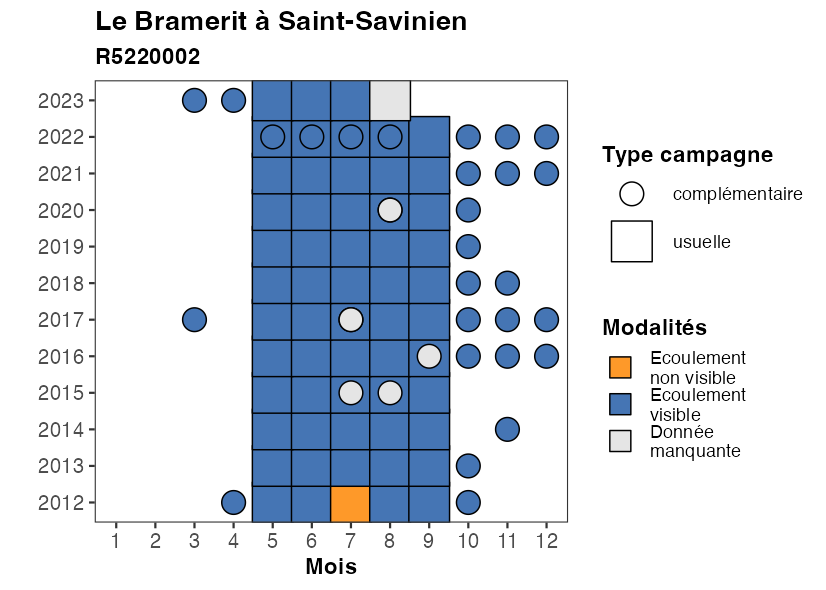 Le Bramerit à Saint-Savinien
R5220002
2023
2022
2021
2020
2019
2018
2017
2016
2015
2014
2013
2012
1 2 3 4 5 6 7 8 9 10 11 12
Mois
Type campagne
complémentaire
usuelle
Modalités
Ecoulement
non visible
Ecoulement
visible
Donnée
manquante